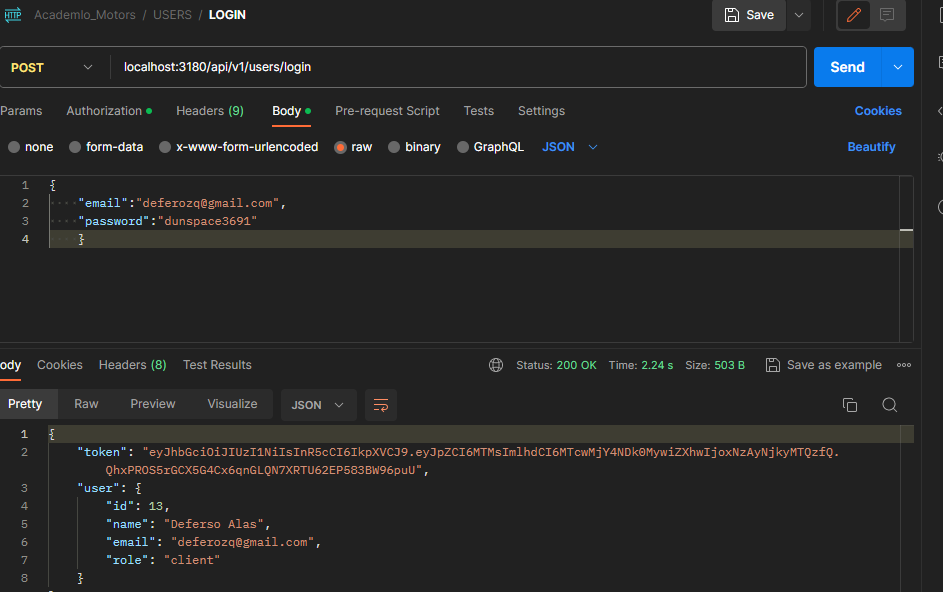 HTTP Academlo_Motors / USERS / LOGIN Save
POST localhost:3180/api/v1/users/login Send
Params Authorization Headers (9) Body Pre-request Script Tests Settings Cookies
none form-data x-www-form-urlencoded raw binary GraphQL JSON Beautify
1 {
2 "email":"deferozq@gmail.com",
3 "password":"dunspace3691"
4 }
ody Cookies Headers (8) Test Results Status: 200 OK Time: 2.24 s Size: 503 B Save as example
Pretty Raw Preview Visualize JSON
1 {
2 "token": "eyJhbGciOiJIUzI1NiIsInR5cCI6IkpXVCJ9.eyJpZCI6MTMsImlhdCI6MTcwMjY4NDk0MywiZXhwIjoxNzAyNjkyMTQzfQ.
QhxPROS5rGCX5G4Cx6qnGLQN7XRTU62EP583BW96puU",
3 "user": {
4 "id": 13,
5 "name": "Deferso Alas",
6 "email": "deferozq@gmail.com",
7 "role": "client"
8 }